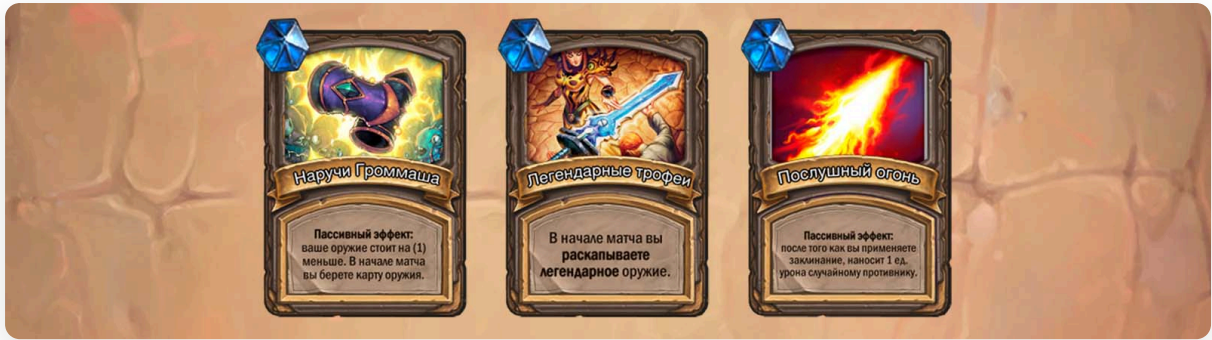 Наручи Громмаша
Пассивный эффект:
ваше оружие стоит на (1)
меньше. В начале матча
вы берете карту оружия.
Легендарные трофеи
В начале матча вы
раскапываете
легендарное оружие.
Послушный огонь
Пассивный эффект:
после того как вы применяете
заклинание, наносит 1 ед.
урона случайному противнику.